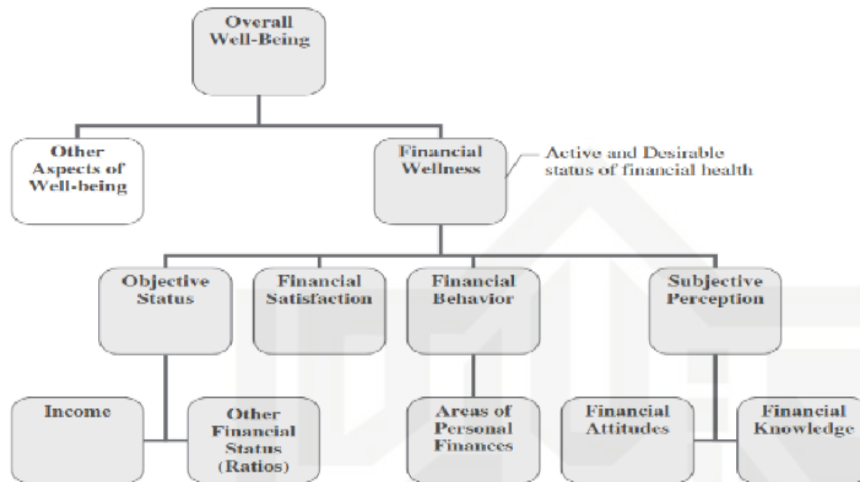 Overall
Well-Being
Other
Aspects of
Well-being
Financial
Wellness
Active and Desirable
status of financial health
Objective
Status
Financial
Satisfaction
Financial
Behavior
Subjective
Perception
Income
Other
Financial
Status
(Ratios)
Areas of
Personal
Finances
Financial
Attitudes
Financial
Knowledge